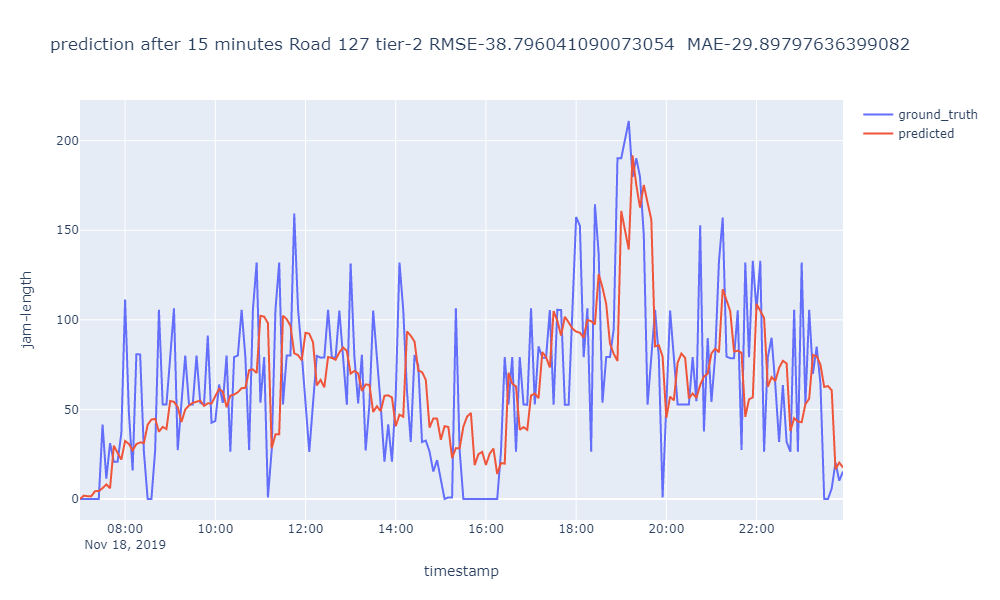 prediction after 15 minutes Road 127 tier-2 RMSE-38.796041090073054  MAE-29.89797636399082
ground_truth
predicted
200
150
100
50
0
jam-length
08:00 10:00 12:00 14:00 16:00 18:00 20:00 22:00
Nov 18, 2019
timestamp